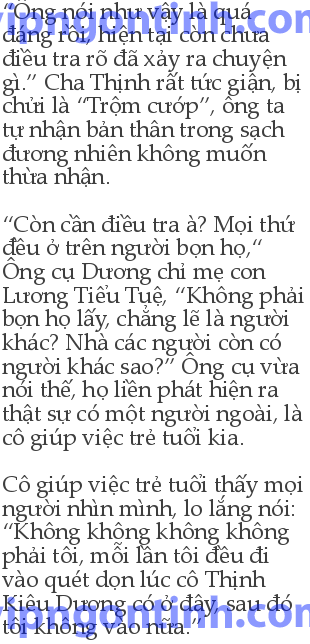 “Ông nói như vậy là quá
đáng rồi, hiện tại còn chưa
điều tra rõ đã xảy ra chuyện
gì.” Cha Thịnh rất tức giận, bị
chửi là “Trộm cướp”, ông ta
tự nhận bản thân trong sạch
đương nhiên không muốn
thừa nhận.
“Còn cần điều tra à? Mọi thứ
đều ở trên người bọn họ,“
Ông cụ Dương chỉ mẹ con
Lương Tiểu Tuệ, “Không phải
bọn họ lấy, chẳng lẽ là người
khác? Nhà các người còn có
người khác sao?” Ông cụ vừa
nói thế, họ liền phát hiện ra
thật sự có một người ngoài, là
cô giúp việc trẻ tuổi kia.
Cô giúp việc trẻ tuổi thấy mọi
người nhìn mình, lo lắng nói:
“Không không không không
phải tôi, mỗi lần tôi đều đi
vào quét dọn lúc cô Thịnh
Kiêu Dương có ở đây, sau đó
tôi không vào nữa.”
vipngontinh.com
vipngontinh.com